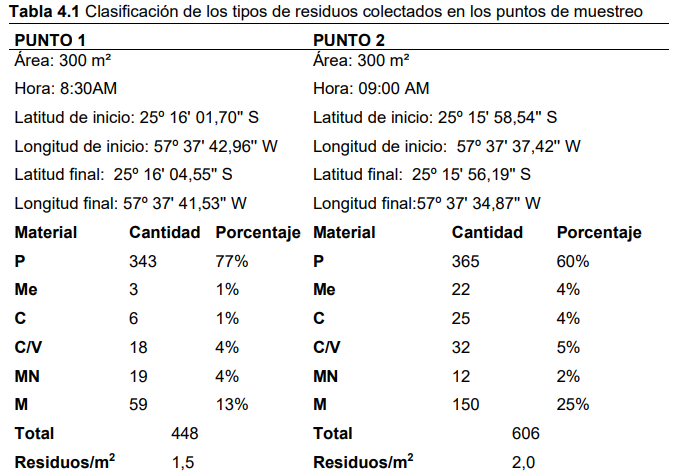 Tabla 4.1 Clasificación de los tipos de residuos colectados en los puntos de muestreo
PUNTO 1 PUNTO 2
Área: 300 m² Área: 300 m²
Hora: 8:30AM Hora: 09:00 AM
Latitud de inicio: 25º 16' 01,70" S Latitud de inicio: 25º 15' 58,54" S
Longitud de inicio: 57º 37' 42,96" W Longitud de inicio: 57º 37' 37,42" W
Latitud final: 25º 16' 04,55" S Latitud final: 25º 15' 56,19" S
Longitud final: 57º 37' 41,53" W Longitud final:57º 37' 34,87" W
Material Cantidad Porcentaje Material Cantidad Porcentaje
P 343 77% P 365 60%
Me 3 1% Me 22 4%
C 6 1% C 25 4%
C/V 18 4% C/V 32 5%
MN 19 4% MN 12 2%
M 59 13% M 150 25%
Total 448 Total 606
Residuos/m² 1,5 Residuos/m² 2,0